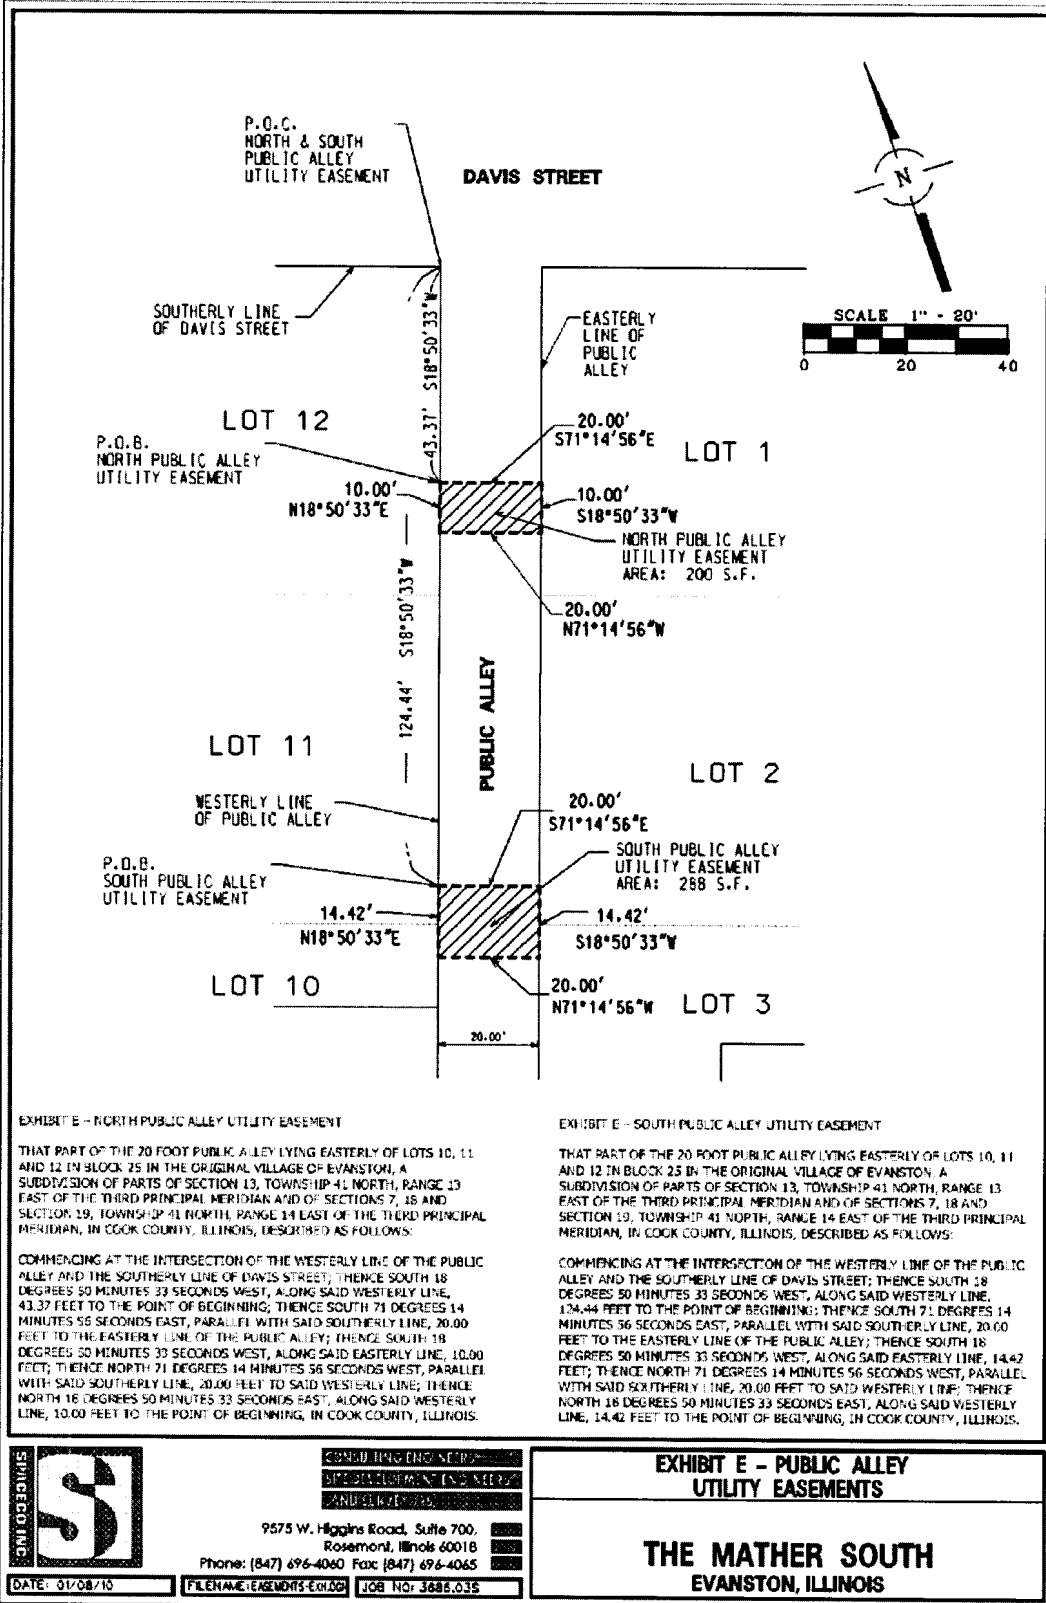 P.O.C.
NORTH & SOUTH
PUBLIC ALLEY
UTILITY EASEMENT
DAVIS STREET
N
SOUTHERLY LINE
OF DAVIS STREET
43.37' S18°50'33"W
EASTERLY
LINE OF
PUBLIC
ALLEY
SCALE 1" - 20'
0 20 40
LOT 12
P.O.B.
NORTH PUBLIC ALLEY
UTILITY EASEMENT
20.00'
S71°14'56"E
LOT 1
10.00'
N18°50'33"E
10.00'
S18°50'33"W
NORTH PUBLIC ALLEY
UTILITY EASEMENT
AREA: 200 S.F.
20.00'
N71°14'56"W
124.44' S18°50'33"W
PUBLIC ALLEY
LOT 11
LOT 2
WESTERLY LINE
OF PUBLIC ALLEY
20.00'
S71°14'56"E
P.O.B.
SOUTH PUBLIC ALLEY
UTILITY EASEMENT
SOUTH PUBLIC ALLEY
UTILITY EASEMENT
AREA: 288 S.F.
14.42'
N18°50'33"E
14.42'
S18°50'33"W
LOT 10
20.00'
N71°14'56"W
LOT 3
20.00'
EXHIBIT E - NORTH PUBLIC ALLEY UTILITY EASEMENT
THAT PART OF THE 20 FOOT PUBLIC ALLEY LYING EASTERLY OF LOTS 10, 11
AND 12 IN BLOCK 25 IN THE ORIGINAL VILLAGE OF EVANSTON, A
SUBDIVISION OF PARTS OF SECTION 13, TOWNSHIP 41 NORTH, RANGE 13
EAST OF THE THIRD PRINCIPAL MERIDIAN AND OF SECTIONS 7, 18 AND
SECTION 19, TOWNSHIP 41 NORTH, RANGE 14 EAST OF THE THIRD PRINCIPAL
MERIDIAN, IN COOK COUNTY, ILLINOIS, DESCRIBED AS FOLLOWS:
COMMENCING AT THE INTERSECTION OF THE WESTERLY LINE OF THE PUBLIC
ALLEY AND THE SOUTHERLY LINE OF DAVIS STREET; THENCE SOUTH 18
DEGREES 50 MINUTES 33 SECONDS WEST, ALONG SAID WESTERLY LINE,
43.37 FEET TO THE POINT OF BEGINNING; THENCE SOUTH 71 DEGREES 14
MINUTES 56 SECONDS EAST, PARALLEL WITH SAID SOUTHERLY LINE, 20.00
FEET TO THE EASTERLY LINE OF THE PUBLIC ALLEY; THENCE SOUTH 18
DEGREES 50 MINUTES 33 SECONDS WEST, ALONG SAID EASTERLY LINE, 10.00
FEET; THENCE NORTH 71 DEGREES 14 MINUTES 56 SECONDS WEST, PARALLEL
WITH SAID SOUTHERLY LINE, 20.00 FEET TO SAID WESTERLY LINE; THENCE
NORTH 18 DEGREES 50 MINUTES 33 SECONDS EAST, ALONG SAID WESTERLY
LINE, 10.00 FEET TO THE POINT OF BEGINNING, IN COOK COUNTY, ILLINOIS.
EXHIBIT E - SOUTH PUBLIC ALLEY UTILITY EASEMENT
THAT PART OF THE 20 FOOT PUBLIC ALLEY LYING EASTERLY OF LOTS 10, 11
AND 12 IN BLOCK 25 IN THE ORIGINAL VILLAGE OF EVANSTON, A
SUBDIVISION OF PARTS OF SECTION 13, TOWNSHIP 41 NORTH, RANGE 13
EAST OF THE THIRD PRINCIPAL MERIDIAN AND OF SECTIONS 7, 18 AND
SECTION 19, TOWNSHIP 41 NORTH, RANGE 14 EAST OF THE THIRD PRINCIPAL
MERIDIAN, IN COOK COUNTY, ILLINOIS, DESCRIBED AS FOLLOWS:
COMMENCING AT THE INTERSECTION OF THE WESTERLY LINE OF THE PUBLIC
ALLEY AND THE SOUTHERLY LINE OF DAVIS STREET; THENCE SOUTH 18
DEGREES 50 MINUTES 33 SECONDS WEST, ALONG SAID WESTERLY LINE,
124.44 FEET TO THE POINT OF BEGINNING; THENCE SOUTH 71 DEGREES 14
MINUTES 56 SECONDS EAST, PARALLEL WITH SAID SOUTHERLY LINE, 20.00
FEET TO THE EASTERLY LINE OF THE PUBLIC ALLEY; THENCE SOUTH 18
DEGREES 50 MINUTES 33 SECONDS WEST, ALONG SAID EASTERLY LINE, 14.42
FEET; THENCE NORTH 71 DEGREES 14 MINUTES 56 SECONDS WEST, PARALLEL
WITH SAID SOUTHERLY LINE, 20.00 FEET TO SAID WESTERLY LINE; THENCE
NORTH 18 DEGREES 50 MINUTES 33 SECONDS EAST, ALONG SAID WESTERLY
LINE, 14.42 FEET TO THE POINT OF BEGINNING, IN COOK COUNTY, ILLINOIS.
SPACECO INC.
S
CONSULTING ENGINEERS
SITE DEVELOPMENT ENGINEERS
AND SURVEYORS
9575 W. Higgins Road, Suite 700,
Rosemont, Illinois 60018
Phone: (847) 696-4060 Fax: (847) 696-4065
DATE: 01/08/10
FILENAME: EASEMENTS-EXH.DGN
JOB NO: 3686.03S
EXHIBIT E - PUBLIC ALLEY
UTILITY EASEMENTS
THE MATHER SOUTH
EVANSTON, ILLINOIS